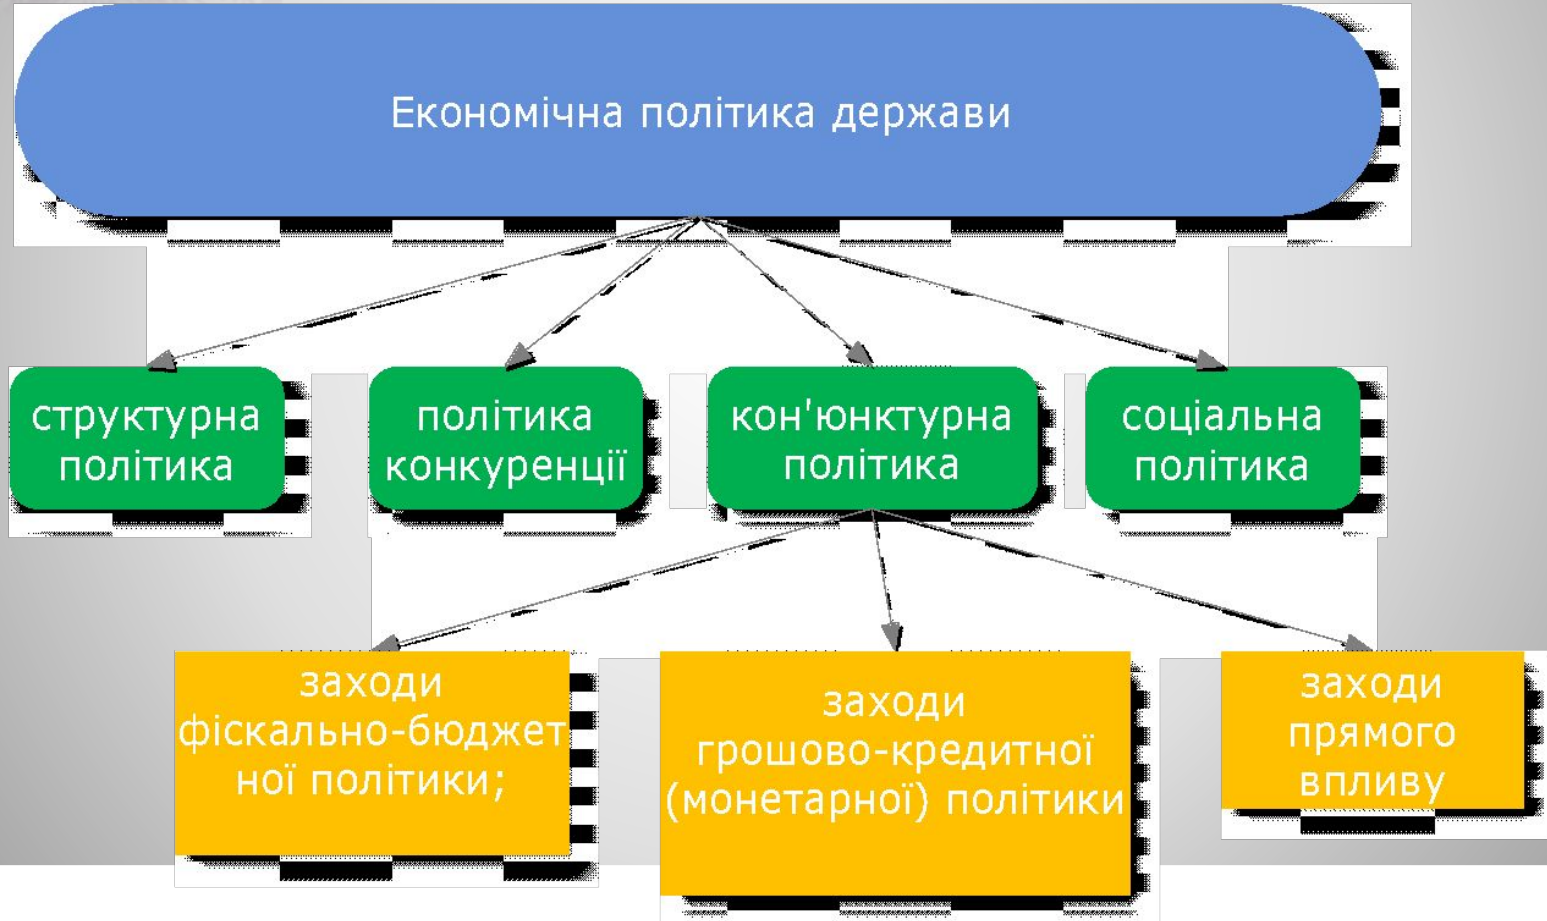 Економічна політика держави
структурна
політика
політика
конкуренції
кон'юнктурна
політика
соціальна
політика
заходи
фіскально-бюджет
ної політики;
заходи
грошово-кредитної
(монетарної) політики
заходи
прямого
впливу